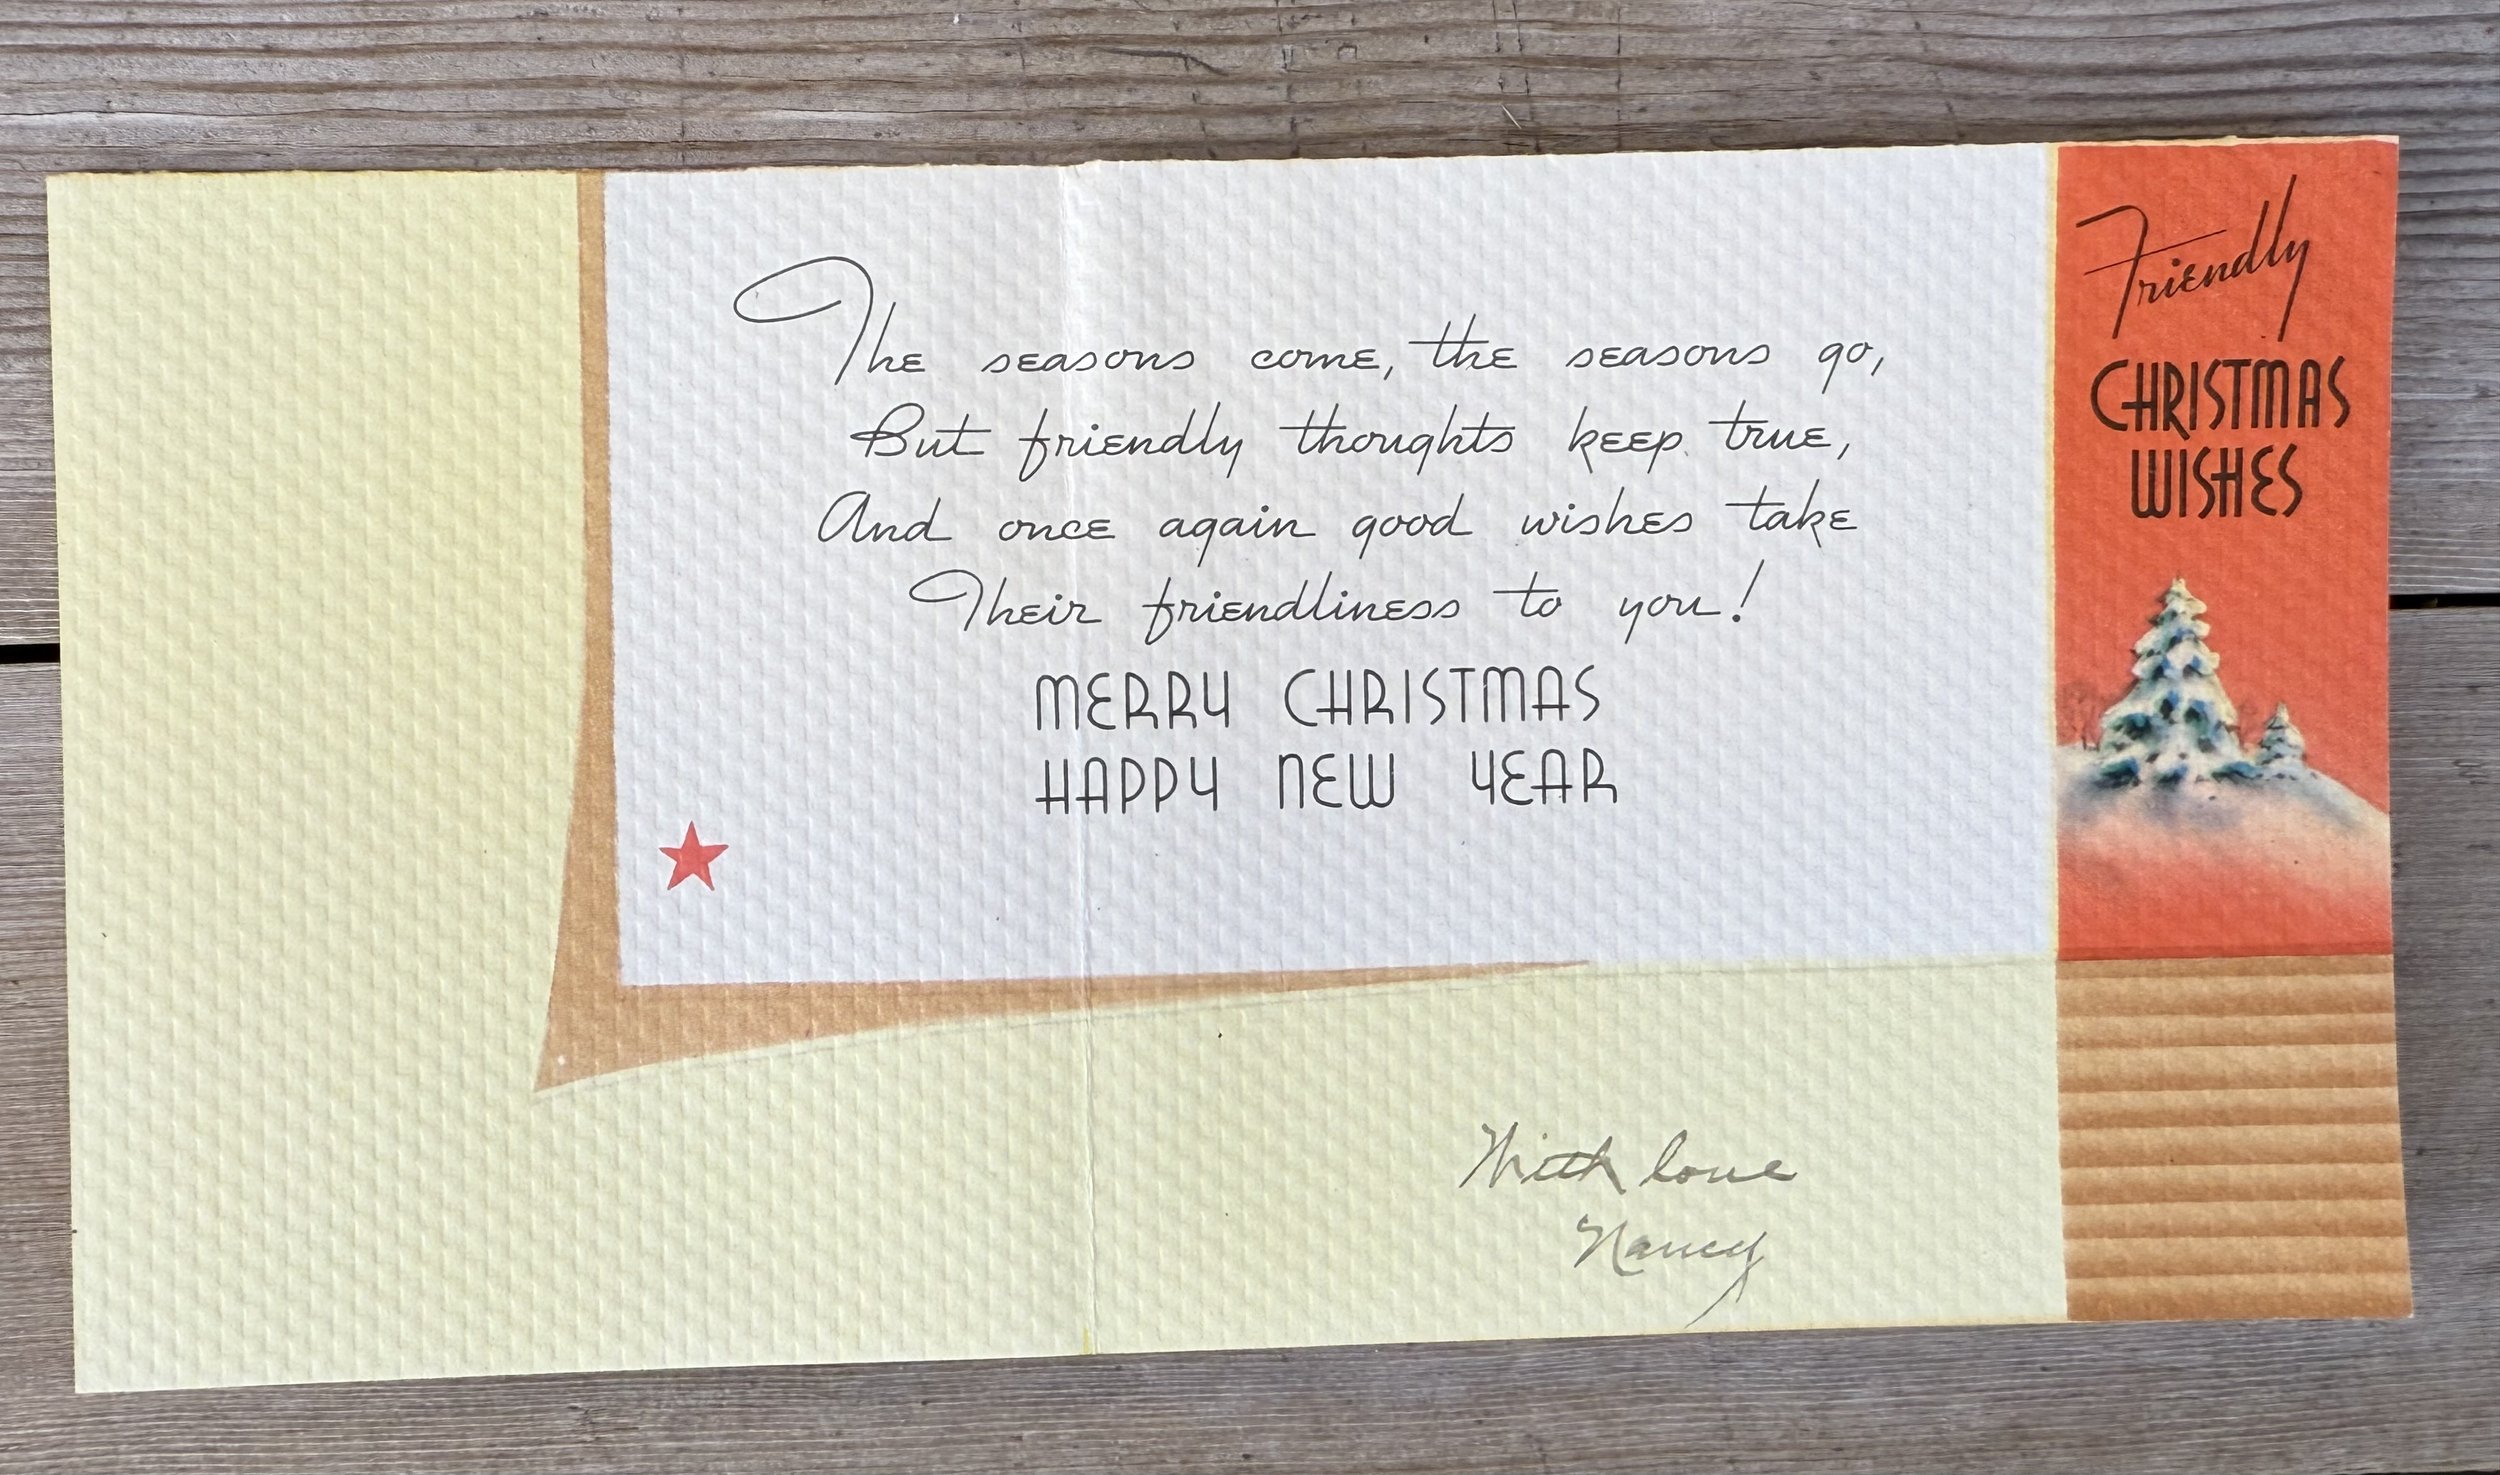 The seasons come, the seasons go,
But friendly thoughts keep true,
And once again good wishes take
Their friendliness to you!
MERRY CHRISTMAS
HAPPY NEW YEAR
With love
Nancy
Friendly
CHRISTMAS
WISHES